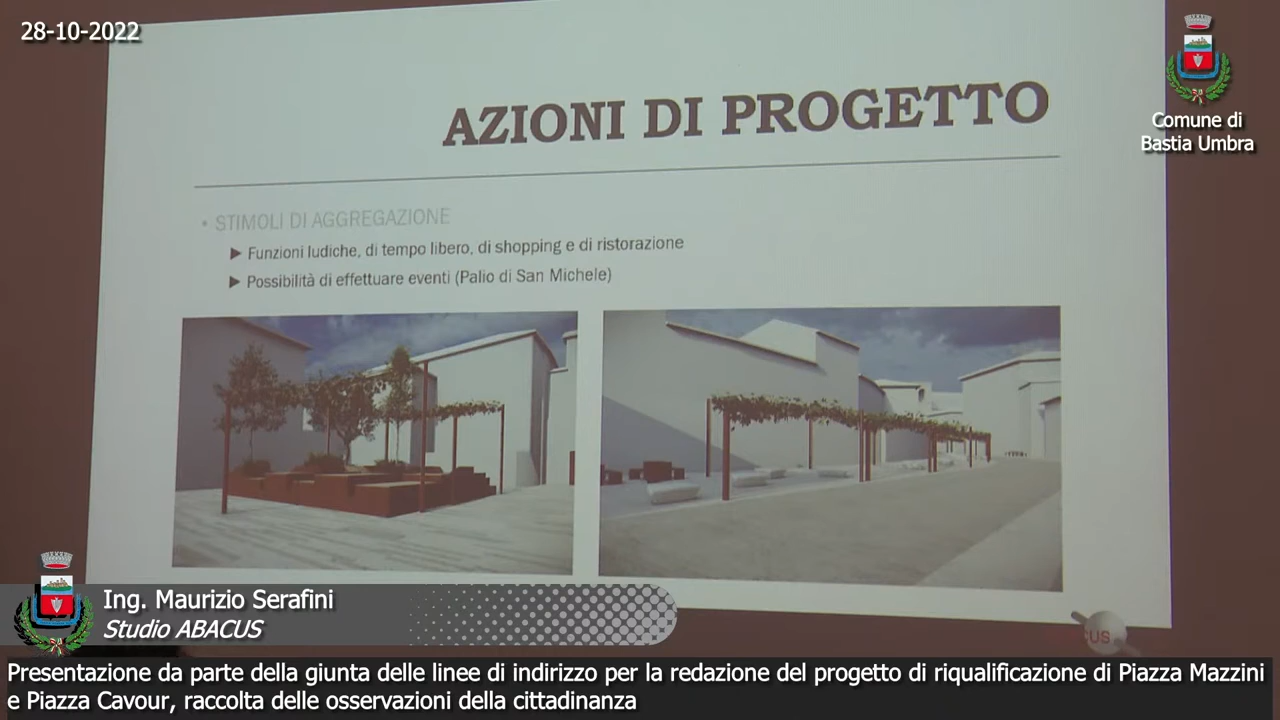 28-10-2022
Comune di
Bastia Umbra
AZIONI DI PROGETTO
• STIMOLI DI AGGREGAZIONE
▶ Funzioni ludiche, di tempo libero, di shopping e di ristorazione
▶ Possibilità di effettuare eventi (Palio di San Michele)
Ing. Maurizio Serafini
Studio ABACUS
Presentazione da parte della giunta delle linee di indirizzo per la redazione del progetto di riqualificazione di Piazza Mazzini
e Piazza Cavour, raccolta delle osservazioni della cittadinanza